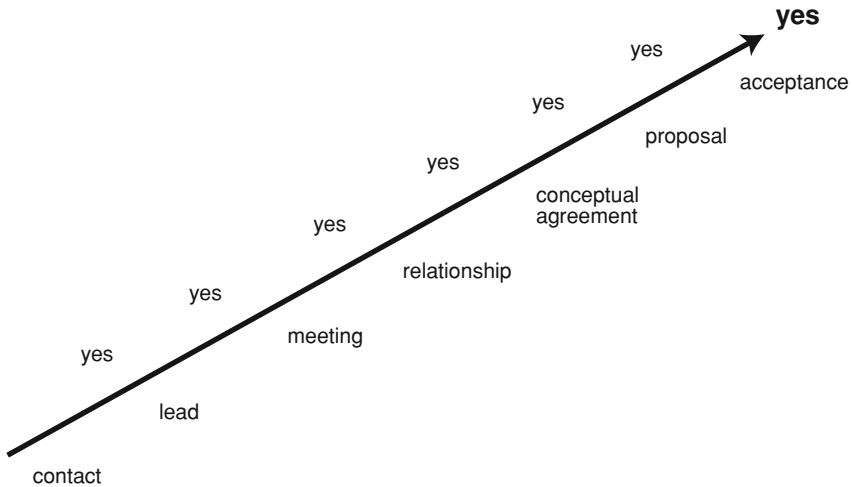 yes
yes
acceptance
yes
proposal
yes
conceptual
agreement
yes
relationship
yes
meeting
yes
lead
contact